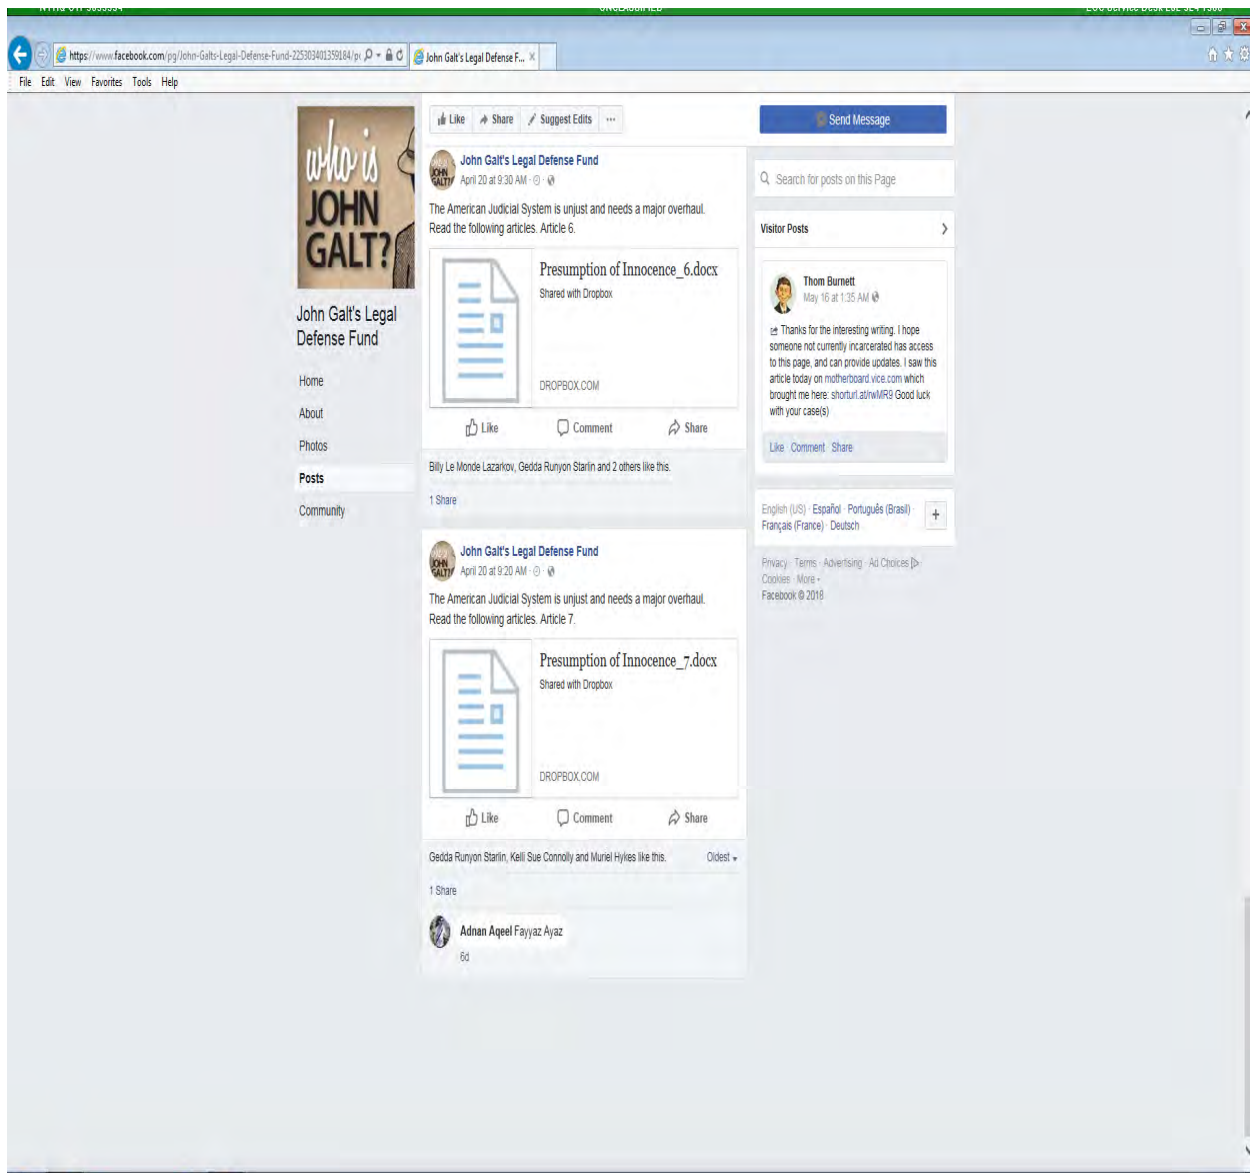 UNCLASSIFIED
https://www.facebook.com/pg/John-Galts-Legal-Defense-Fund-225303401359184/pc
John Galt's Legal Defense F...
File Edit View Favorites Tools Help
who is
JOHN
GALT?
John Galt's Legal
Defense Fund
Home
About
Photos
Posts
Community
Like Share Suggest Edits ...
John Galt's Legal Defense Fund
April 20 at 9:30 AM
The American Judicial System is unjust and needs a major overhaul.
Read the following articles. Article 6.
Presumption of Innocence_6.docx
Shared with Dropbox
DROPBOX.COM
Like Comment Share
Billy Le Monde Lazarkov, Gedda Runyon Starlin and 2 others like this.
1 Share
John Galt's Legal Defense Fund
April 20 at 9:20 AM
The American Judicial System is unjust and needs a major overhaul.
Read the following articles. Article 7.
Presumption of Innocence_7.docx
Shared with Dropbox
DROPBOX.COM
Like Comment Share
Gedda Runyon Starlin, Kelli Sue Connolly and Muriel Hykes like this. Oldest
1 Share
Adnan Aqeel Fayyaz Ayaz
6d
Send Message
Search for posts on this Page
Visitor Posts
Thom Burnett
May 16 at 1:35 AM
Thanks for the interesting writing. I hope
someone not currently incarcerated has access
to this page, and can provide updates. I saw this
article today on motherboard.vice.com which
brought me here: shorturl.at/rwMR9 Good luck
with your case(s)
Like · Comment · Share
English (US) · Español · Português (Brasil) ·
Français (France) · Deutsch
Privacy · Terms · Advertising · Ad Choices ·
Cookies · More
Facebook © 2018